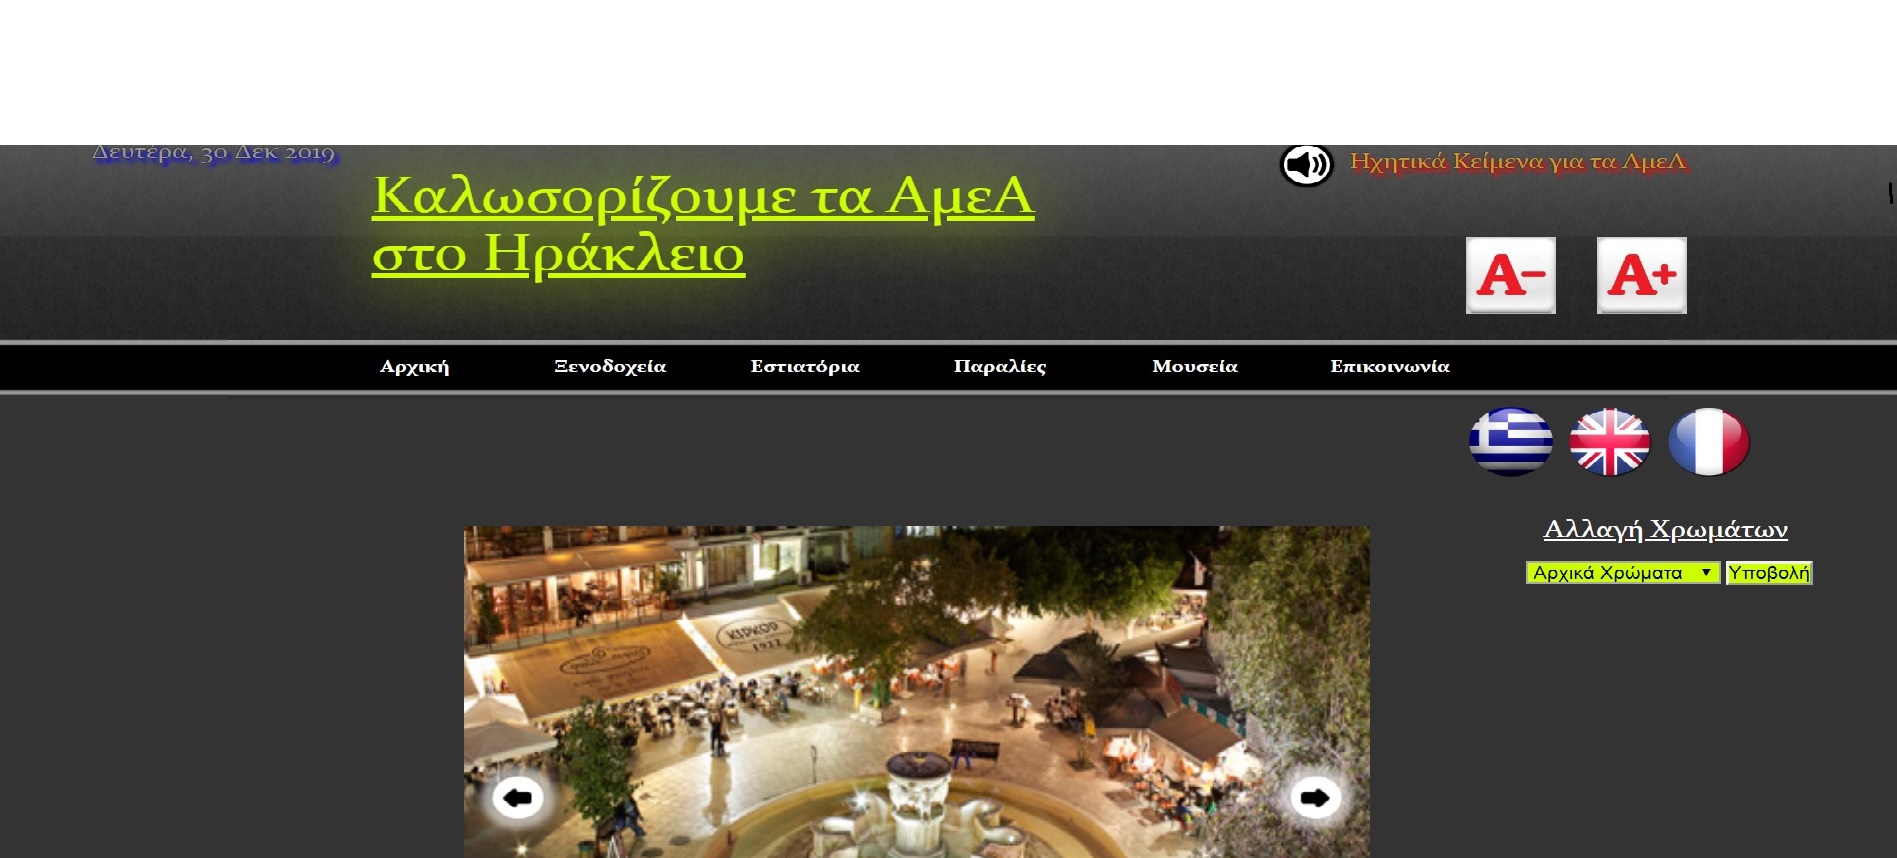 Δευτέρα, 30 Δεκ 2019
Ηχητικά Κείμενα για τα ΑμεΑ
Καλωσορίζουμε τα ΑμεΑ
στο Ηράκλειο
A− A+
Αρχική Ξενοδοχεία Εστιατόρια Παραλίες Μουσεία Επικοινωνία
Αλλαγή Χρωμάτων
Αρχικά Χρώματα Υποβολή
ΚΙΡΚΟΡ
1922